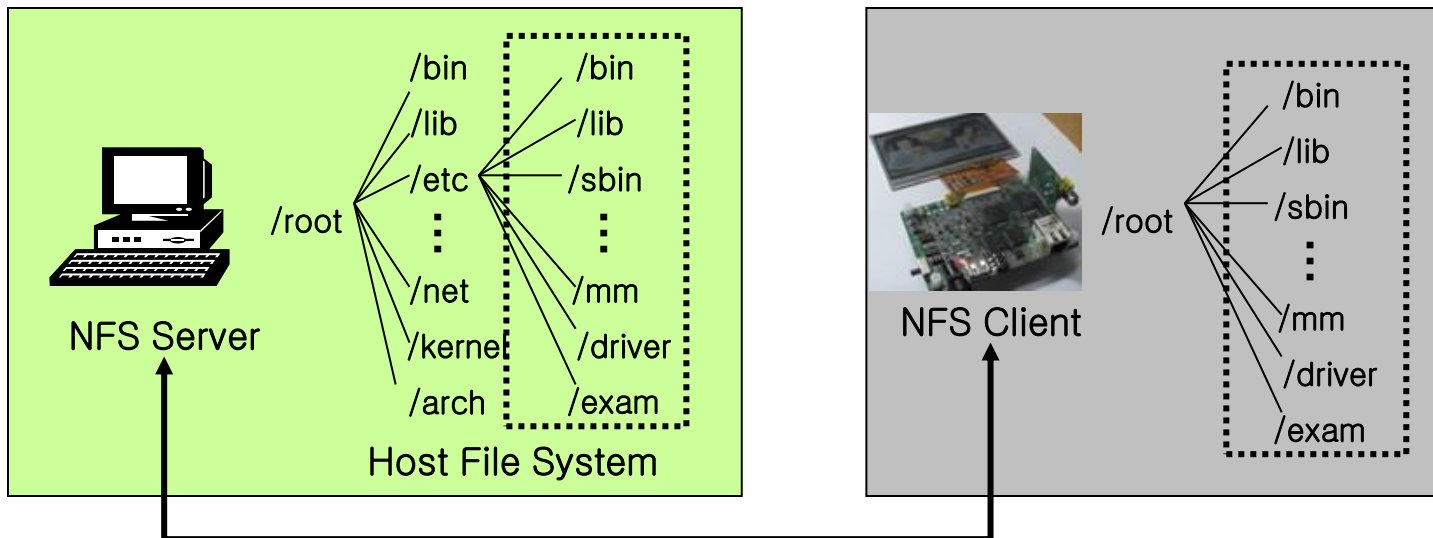 /root
/bin
/lib
/etc
/net
/kernel
/arch
/bin
/lib
/sbin
/mm
/driver
/exam
NFS Server
Host File System
/root
/bin
/lib
/sbin
/mm
/driver
/exam
NFS Client